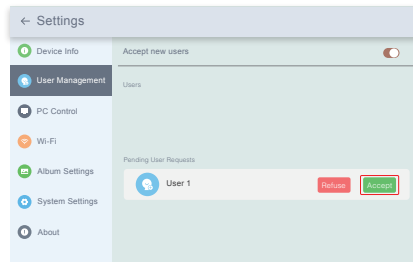 ← Settings
Device Info
User Management
PC Control
Wi-Fi
Album Settings
System Settings
About
Accept new users
Users
Pending User Requests
User 1
Refuse
Accept